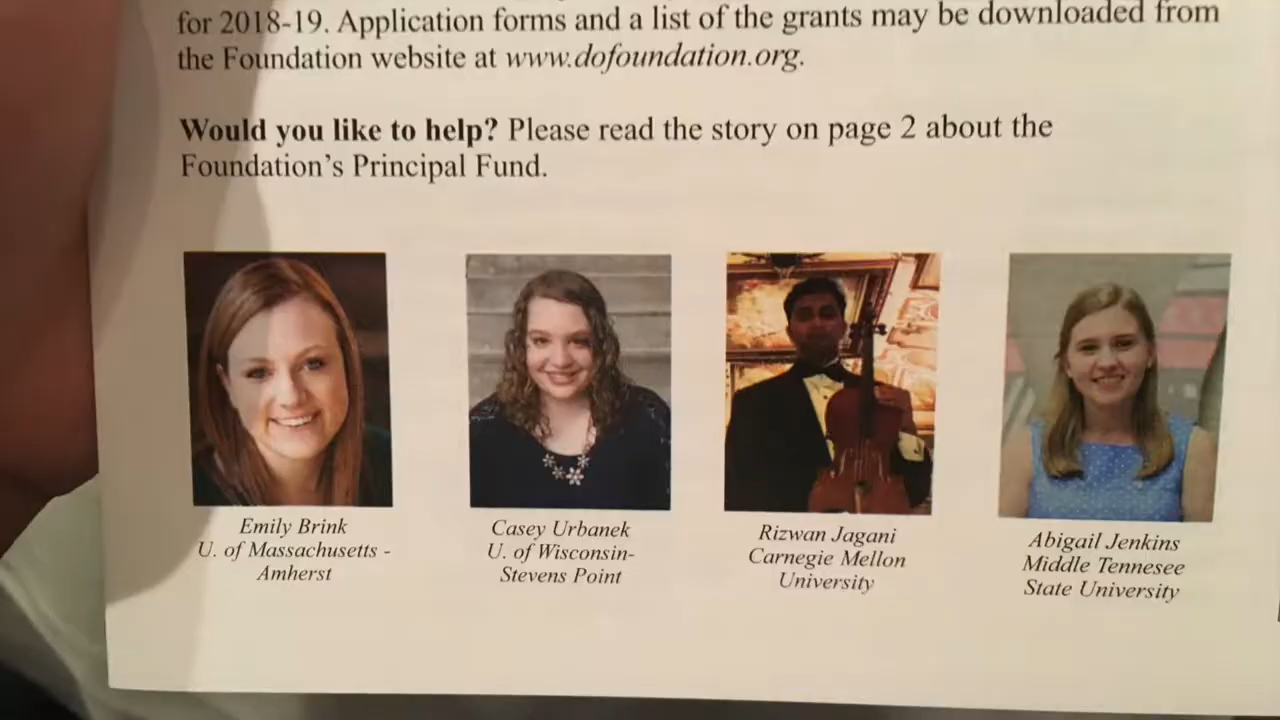 for 2018-19. Application forms and a list of the grants may be downloaded from
the Foundation website at www.dofoundation.org.
Would you like to help? Please read the story on page 2 about the
Foundation's Principal Fund.
Emily Brink
U. of Massachusetts -
Amherst
Casey Urbanek
U. of Wisconsin-
Stevens Point
Rizwan Jagani
Carnegie Mellon
University
Abigail Jenkins
Middle Tennesee
State University